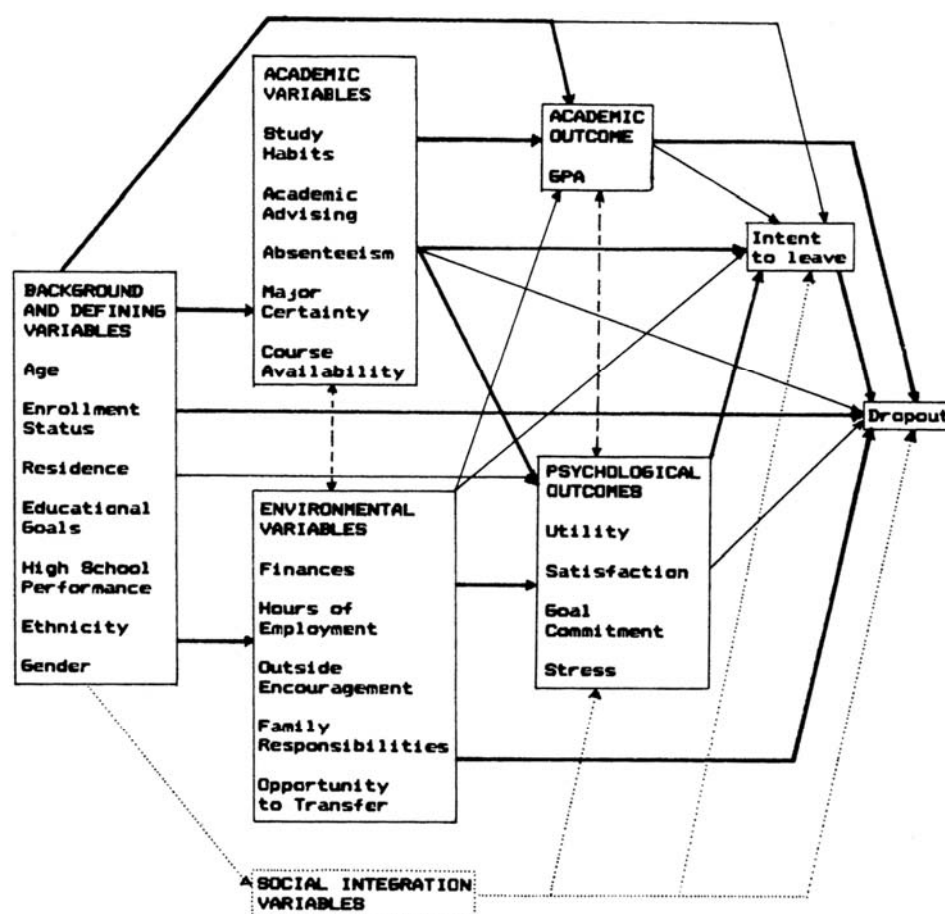 ACADEMIC
VARIABLES
Study
Habits
Academic
Advising
Absenteeism
Major
Certainty
Course
Availability
ACADEMIC
OUTCOME
GPA
Intent
to leave
BACKGROUND
AND DEFINING
VARIABLES
Age
Enrollment
Status
Residence
Educational
Goals
High School
Performance
Ethnicity
Gender
Dropout
ENVIRONMENTAL
VARIABLES
Finances
Hours of
Employment
Outside
Encouragement
Family
Responsibilities
Opportunity
to Transfer
PSYCHOLOGICAL
OUTCOMES
Utility
Satisfaction
Goal
Commitment
Stress
SOCIAL INTEGRATION
VARIABLES